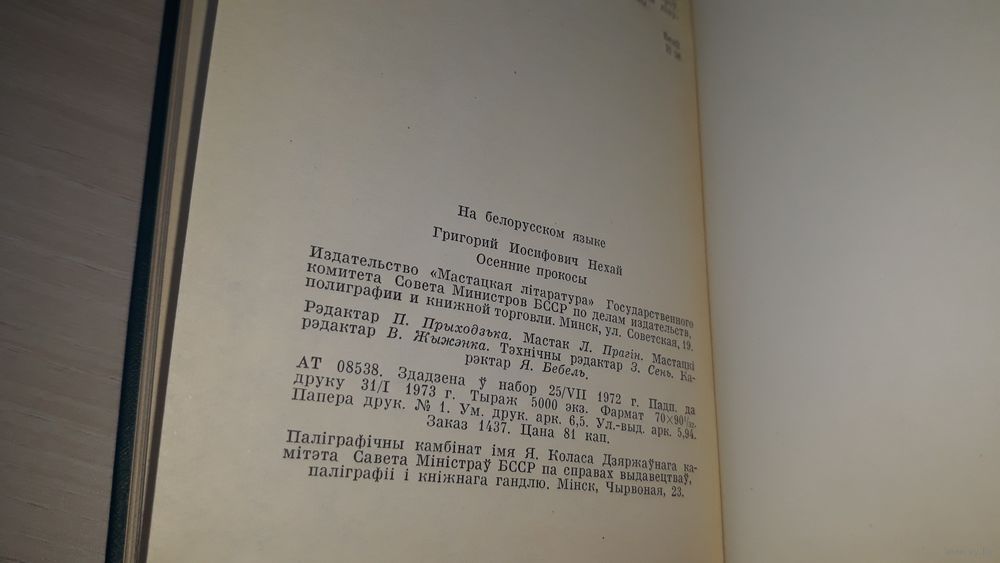 На белорусском языке
Григорий Иосифович Нехай
Осенние прокосы
Издательство «Мастацкая літаратура» Государственного
комитета Совета Министров БССР по делам издательств,
полиграфии и книжной торговли. Минск, ул. Советская, 19.
Рэдактар П. Прыходзька. Мастак Л. Прагін. Мастацкі
рэдактар В. Жыжэнка. Тэхнічны рэдактар З. Сень. Ка-
рэктар Я. Бебель.
АТ 08538. Здадзена ў набор 25/VII 1972 г. Падп. да
друку 31/I 1973 г. Тыраж 5000 экз. Фармат 70×90 1/32.
Папера друк. № 1. Ум. друк. арк. 6,5. Ул.-выд. арк. 5,94.
Заказ 1437. Цана 81 кап.
Паліграфічны камбінат імя Я. Коласа Дзяржаўнага ка-
мітэта Савета Міністраў БССР па справах выдавецтваў,
паліграфіі і кніжнага гандлю. Мінск, Чырвоная, 23.